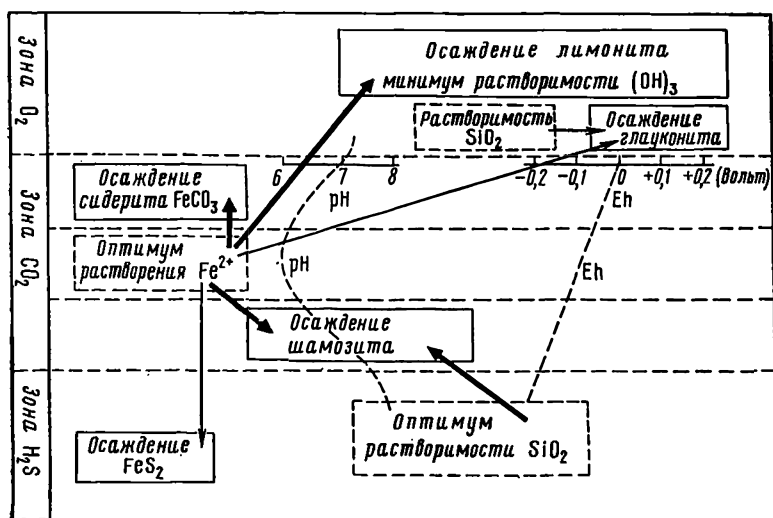 Зона O₂
Осаждение лимонита
минимум растворимости (OH)₃
Растворимость
SiO₂
Осаждение
глауконита
Зона CO₂
Осаждение
сидерита FeCO₃
6 7 8
pH
-0,2 -0,1 0 +0,1 +0,2 (Вольт)
Eh
Оптимум
растворения Fe²⁺
pH
Eh
Осаждение
шамозита
Зона H₂S
Осаждение
FeS₂
Оптимум
растворимости SiO₂